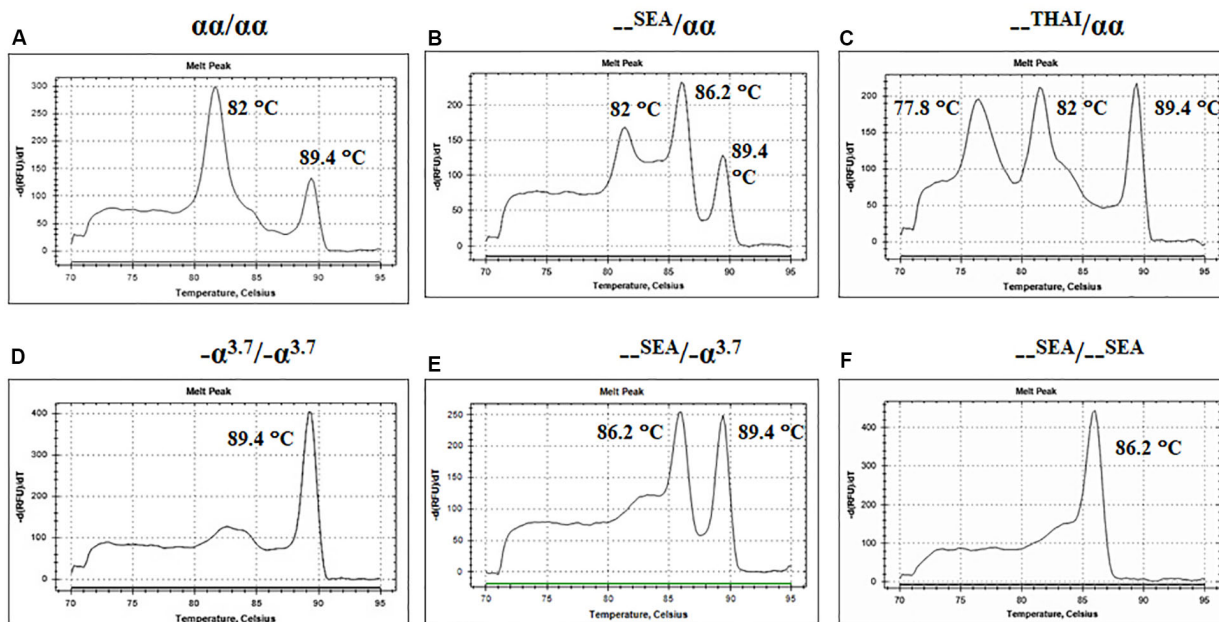 A αα/αα
Melt Peak
-d(RFU)/dT
300
250
200
150
100
50
0
82 °C
89.4 °C
70 75 80 85 90 95
Temperature, Celsius
B --SEA/αα
Melt Peak
-d(RFU)/dT
200
150
100
50
0
82 °C
86.2 °C
89.4
°C
70 75 80 85 90 95
Temperature, Celsius
C --THAI/αα
Melt Peak
-d(RFU)/dT
200
150
100
50
0
77.8 °C
82 °C
89.4 °C
70 75 80 85 90 95
Temperature, Celsius
D -α3.7/-α3.7
Melt Peak
-d(RFU)/dT
400
300
200
100
0
89.4 °C
70 75 80 85 90 95
Temperature, Celsius
E --SEA/-α3.7
Melt Peak
-d(RFU)/dT
250
200
150
100
50
0
86.2 °C
89.4 °C
70 75 80 85 90 95
Temperature, Celsius
F --SEA/--SEA
Melt Peak
-d(RFU)/dT
400
300
200
100
0
86.2 °C
70 75 80 85 90 95
Temperature, Celsius